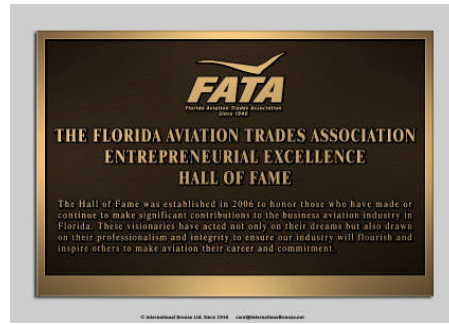 FATA
Florida Aviation Trades Association
Since 1946
THE FLORIDA AVIATION TRADES ASSOCIATION
ENTREPRENEURIAL EXCELLENCE
HALL OF FAME
The Hall of Fame was established in 2006 to honor those who have made or
continue to make significant contributions to the business aviation industry in
Florida. These visionaries have acted not only on their dreams but also drawn
on their professionalism and integrity to ensure our industry will flourish and
inspire others to make aviation their career and commitment.
© International Bronze Ltd. Since 1936 carol@internationalbronze.net